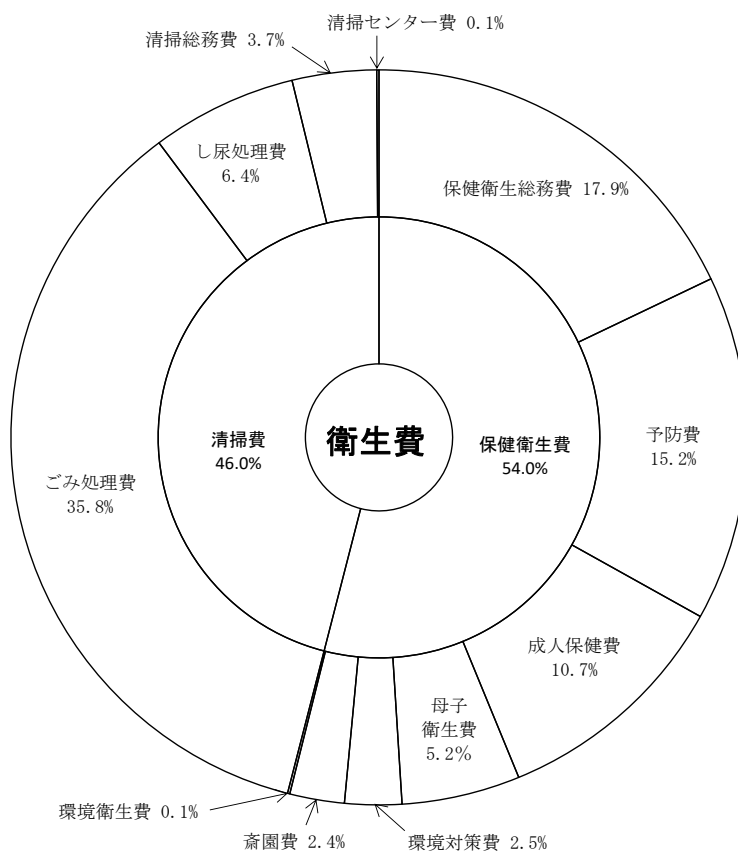 清掃センター費 0.1%
清掃総務費 3.7%
し尿処理費
6.4%
保健衛生総務費 17.9%
清掃費
46.0%
衛生費
保健衛生費
54.0%
予防費
15.2%
ごみ処理費
35.8%
成人保健費
10.7%
母子
衛生費
5.2%
環境衛生費 0.1%
斎園費 2.4%
環境対策費 2.5%